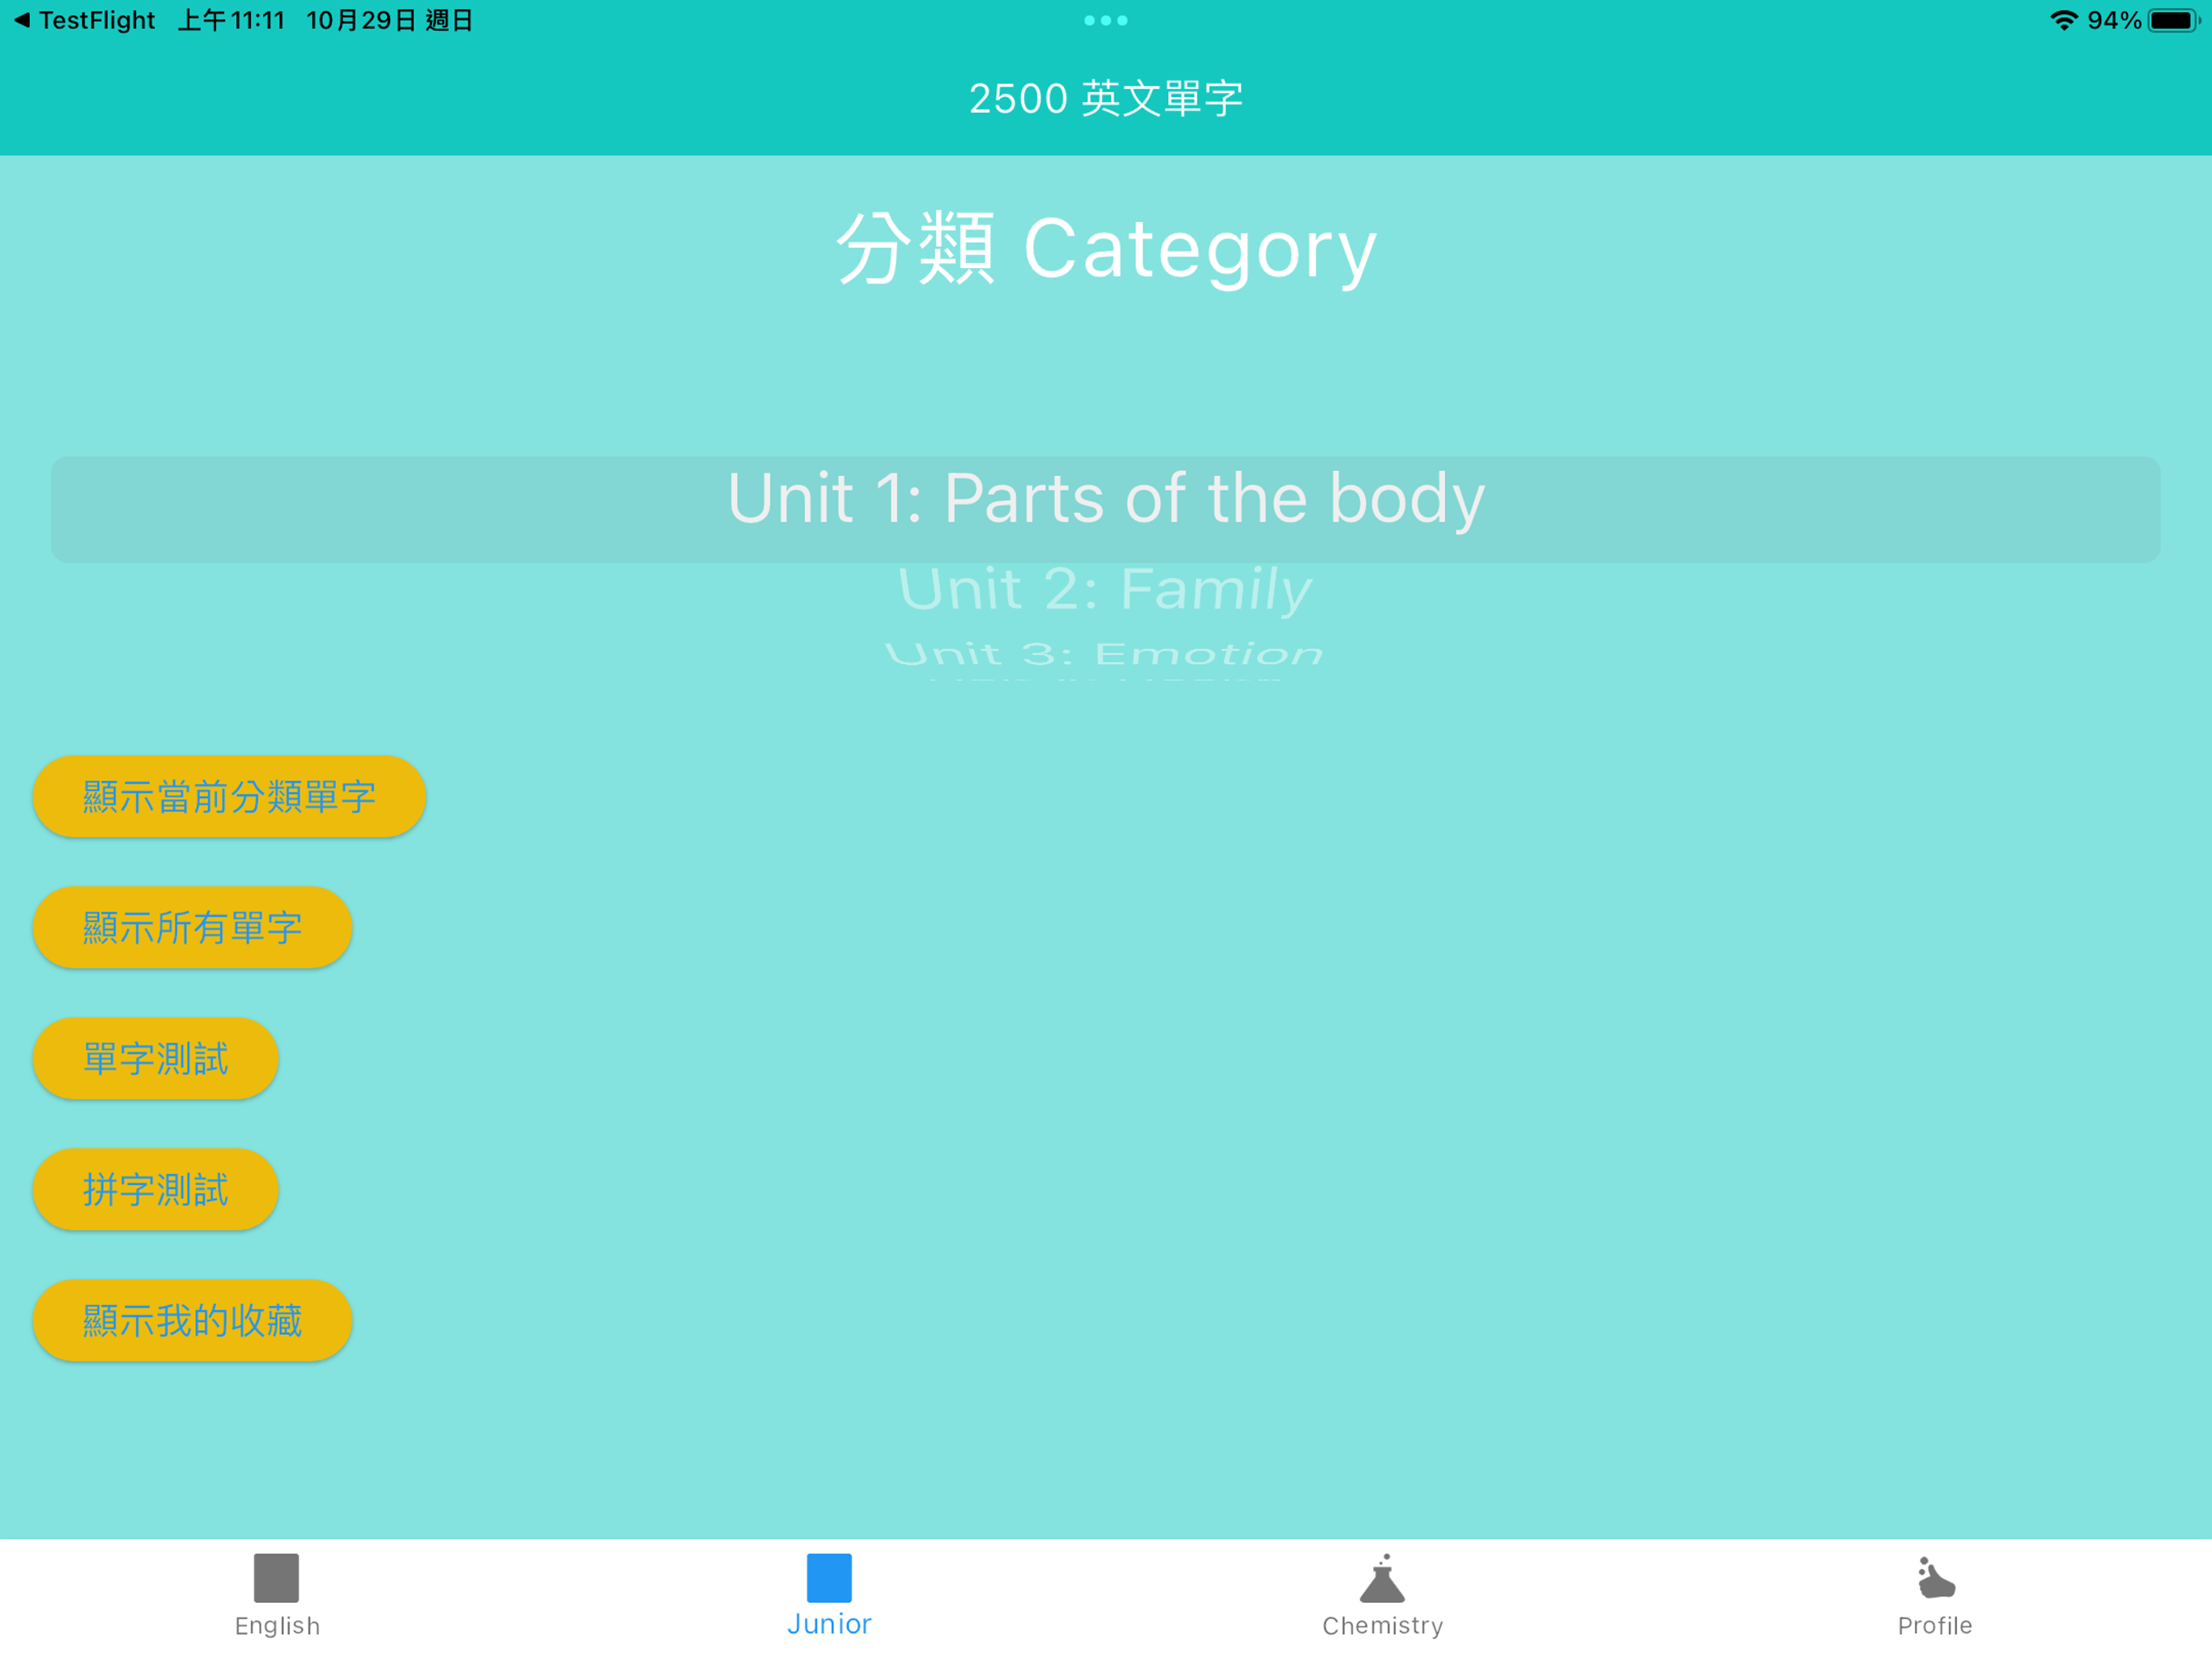 ◀ TestFlight 上午11:11 10月29日 週日 94%
2500 英文單字
分類 Category
Unit 1: Parts of the body
Unit 2: Family
Unit 3: Emotion
顯示當前分類單字
顯示所有單字
單字測試
拼字測試
顯示我的收藏
English Junior Chemistry Profile